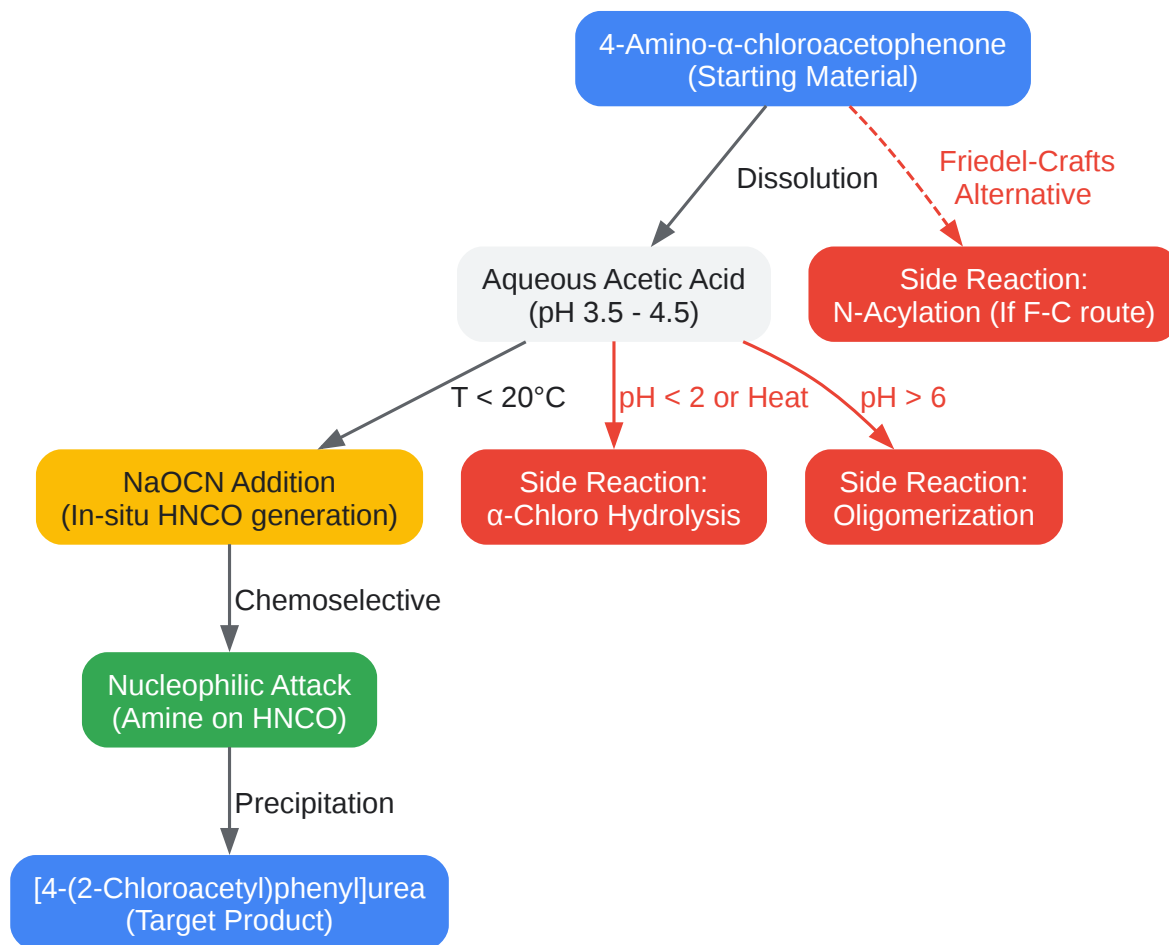 4-Amino-α-chloroacetophenone
(Starting Material)
Dissolution
Friedel-Crafts
Alternative
Aqueous Acetic Acid
(pH 3.5 - 4.5)
Side Reaction:
N-Acylation (If F-C route)
T < 20°C
pH < 2 or Heat
pH > 6
NaOCN Addition
(In-situ HNCO generation)
Side Reaction:
α-Chloro Hydrolysis
Side Reaction:
Oligomerization
Chemoselective
Nucleophilic Attack
(Amine on HNCO)
Precipitation
[4-(2-Chloroacetyl)phenyl]urea
(Target Product)